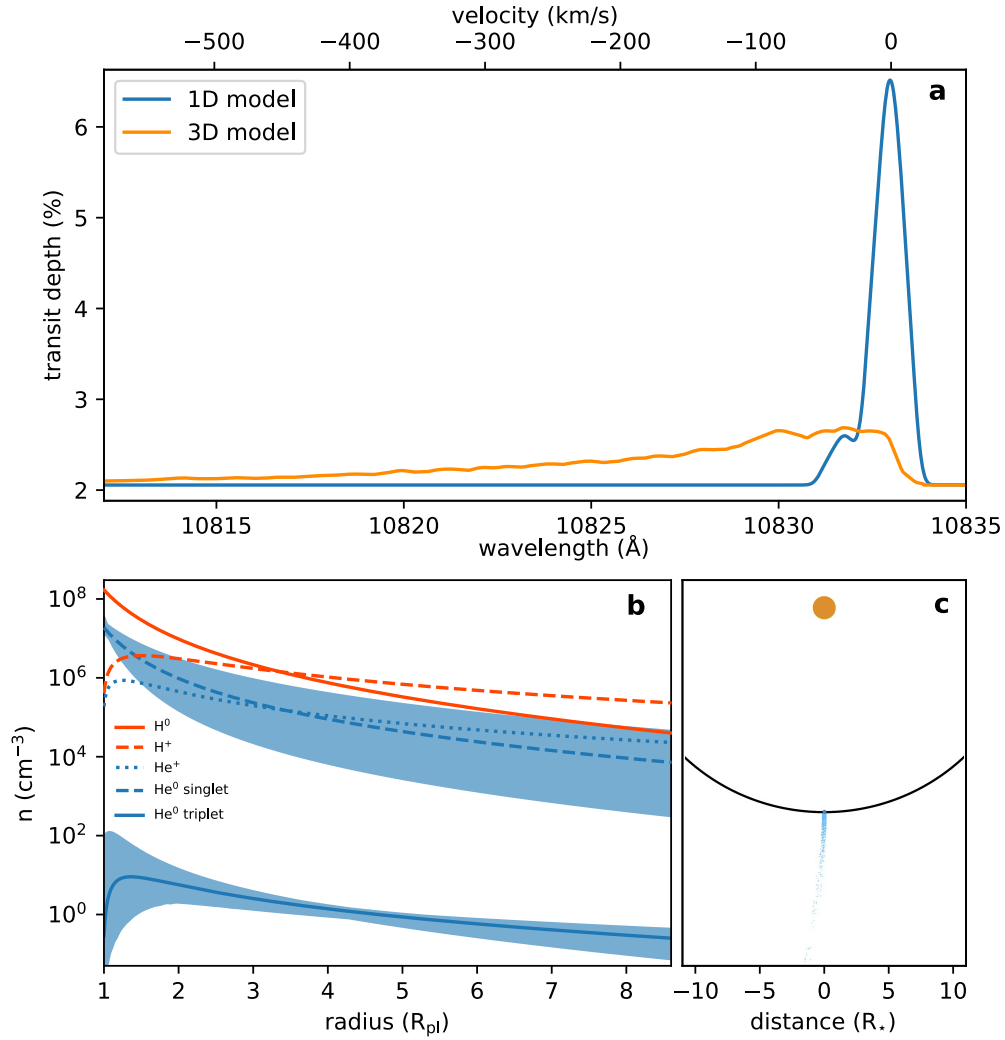 velocity (km/s)
−500 −400 −300 −200 −100 0
a
1D model
3D model
transit depth (%)
6
5
4
3
2
10815 10820 10825 10830 10835
wavelength (Å)
b
c
n (cm⁻³)
10⁸
10⁶
10⁴
10²
10⁰
H⁰
H⁺
He⁺
He⁰ singlet
He⁰ triplet
1 2 3 4 5 6 7 8
radius (Rpl)
−10 −5 0 5 10
distance (R⋆)